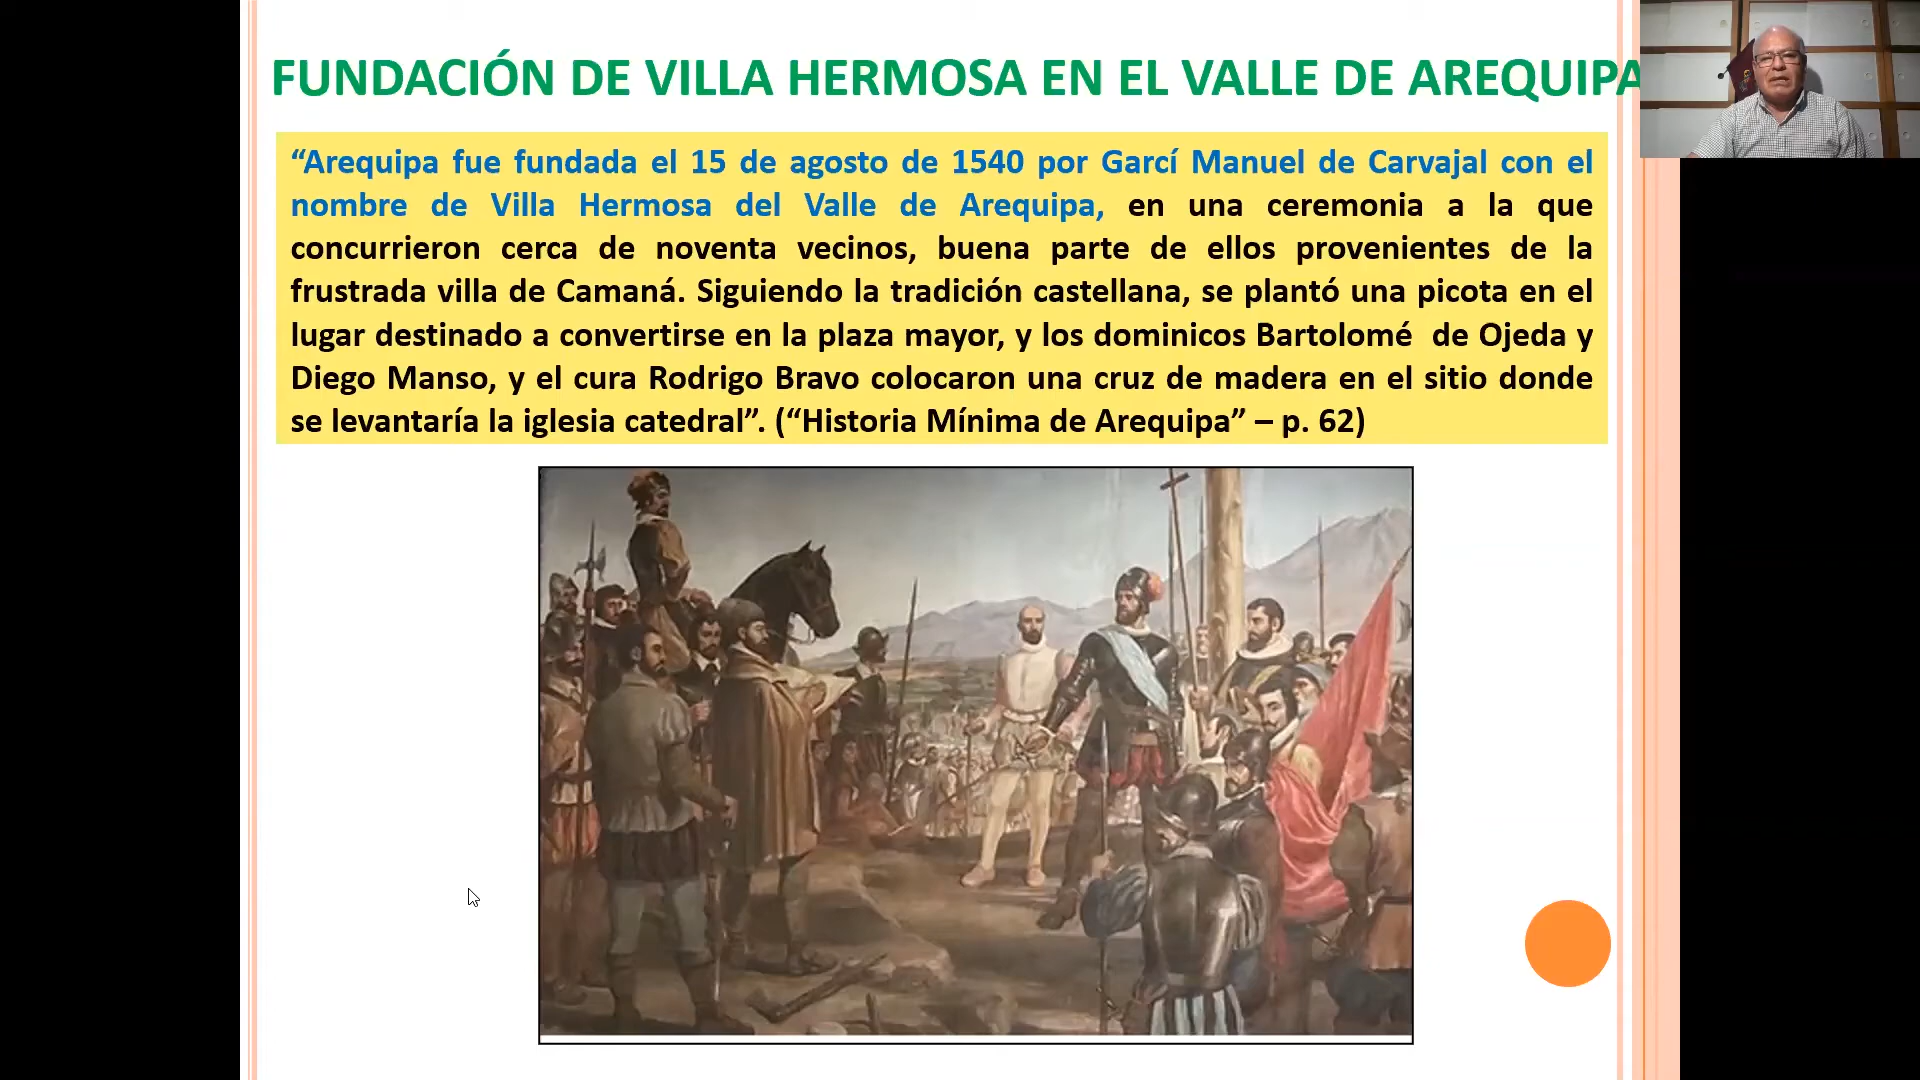 FUNDACIÓN DE VILLA HERMOSA EN EL VALLE DE AREQUIPA
“Arequipa fue fundada el 15 de agosto de 1540 por Garcí Manuel de Carvajal con el
nombre de Villa Hermosa del Valle de Arequipa, en una ceremonia a la que
concurrieron cerca de noventa vecinos, buena parte de ellos provenientes de la
frustrada villa de Camaná. Siguiendo la tradición castellana, se plantó una picota en el
lugar destinado a convertirse en la plaza mayor, y los dominicos Bartolomé de Ojeda y
Diego Manso, y el cura Rodrigo Bravo colocaron una cruz de madera en el sitio donde
se levantaría la iglesia catedral”. (“Historia Mínima de Arequipa” – p. 62)